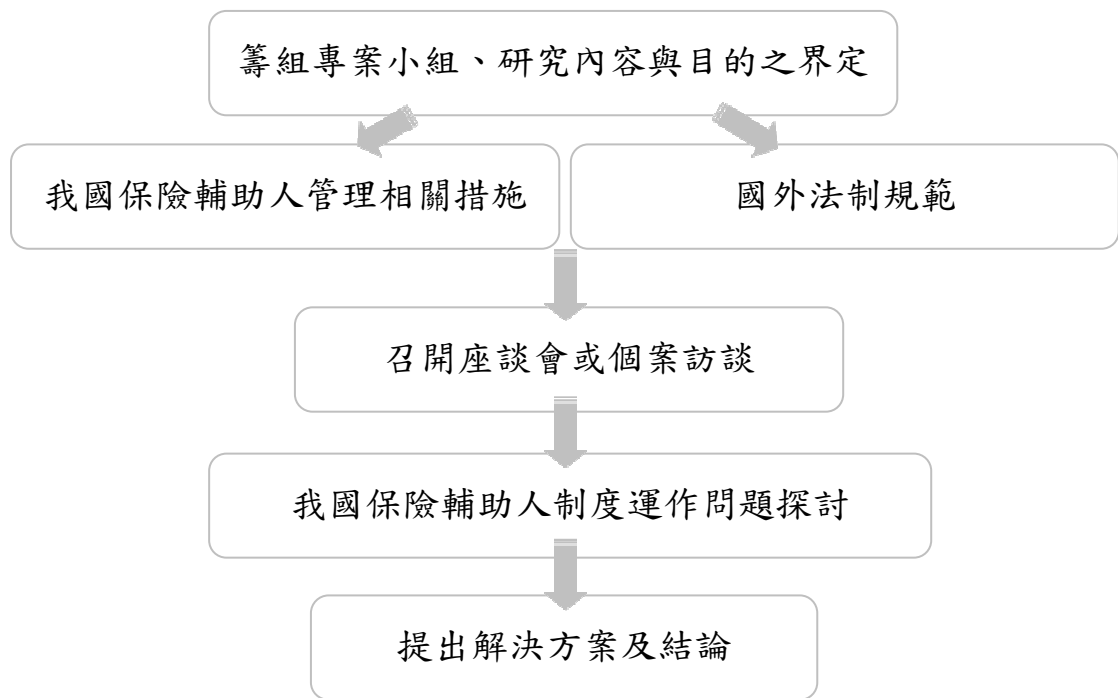 籌組專案小組、研究內容與目的之界定
我國保險輔助人管理相關措施
國外法制規範
召開座談會或個案訪談
我國保險輔助人制度運作問題探討
提出解決方案及結論